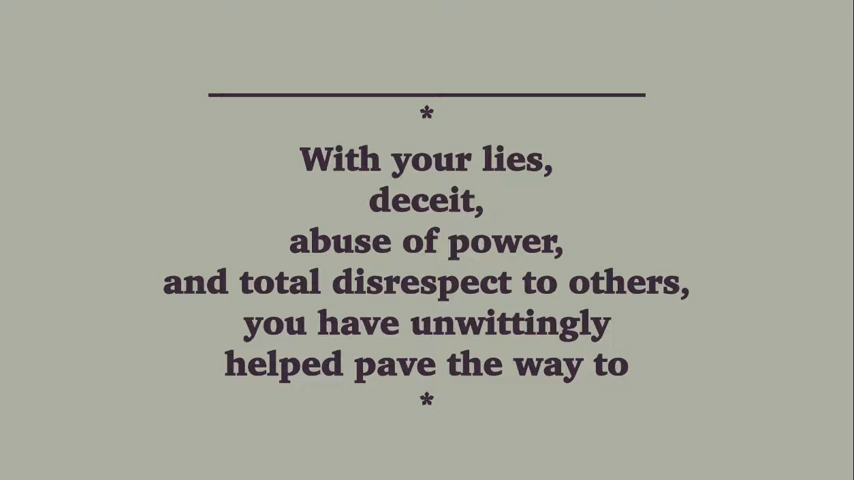 *
With your lies,
deceit,
abuse of power,
and total disrespect to others,
you have unwittingly
helped pave the way to
*